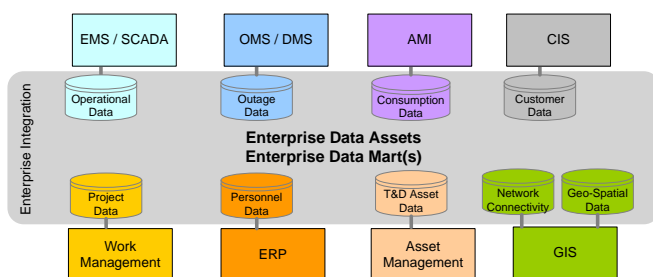 EMS / SCADA
OMS / DMS
AMI
CIS
Enterprise Integration
Operational
Data
Outage
Data
Consumption
Data
Customer
Data
Enterprise Data Assets
Enterprise Data Mart(s)
Project
Data
Personnel
Data
T&D Asset
Data
Network
Connectivity
Geo-Spatial
Data
Work
Management
ERP
Asset
Management
GIS